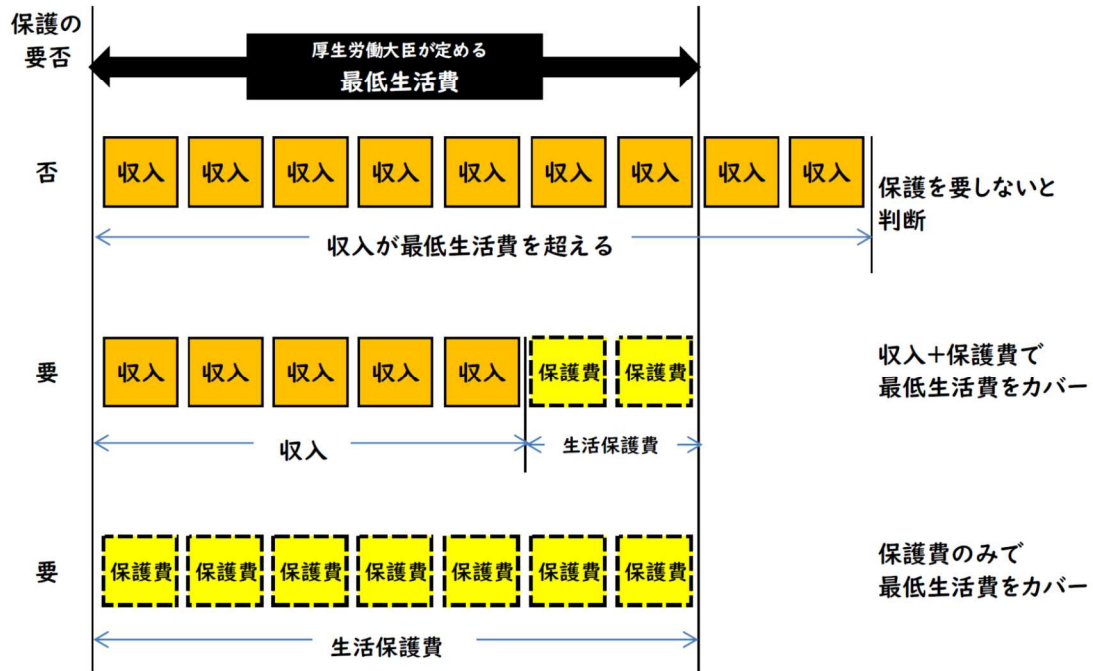 保護の
要否
厚生労働大臣が定める
最低生活費
否
収入 収入 収入 収入 収入 収入 収入 収入 収入
保護を要しないと
判断
収入が最低生活費を超える
要
収入 収入 収入 収入 収入 保護費 保護費
収入+保護費で
最低生活費をカバー
収入
生活保護費
要
保護費 保護費 保護費 保護費 保護費 保護費 保護費
保護費のみで
最低生活費をカバー
生活保護費